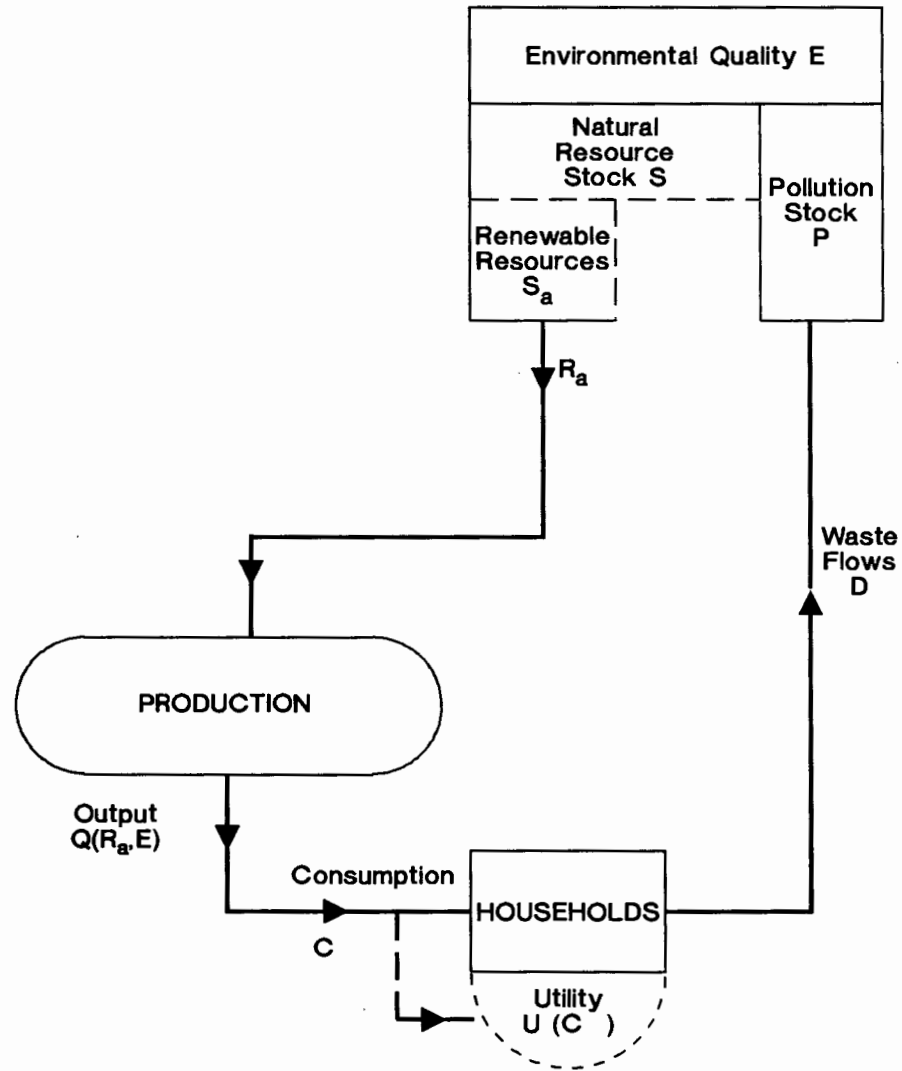 Environmental Quality E
Natural
Resource
Stock S
Pollution
Stock
P
Renewable
Resources
Sₐ
Rₐ
Waste
Flows
D
PRODUCTION
Output
Q(Rₐ,E)
Consumption
C
HOUSEHOLDS
Utility
U (C )